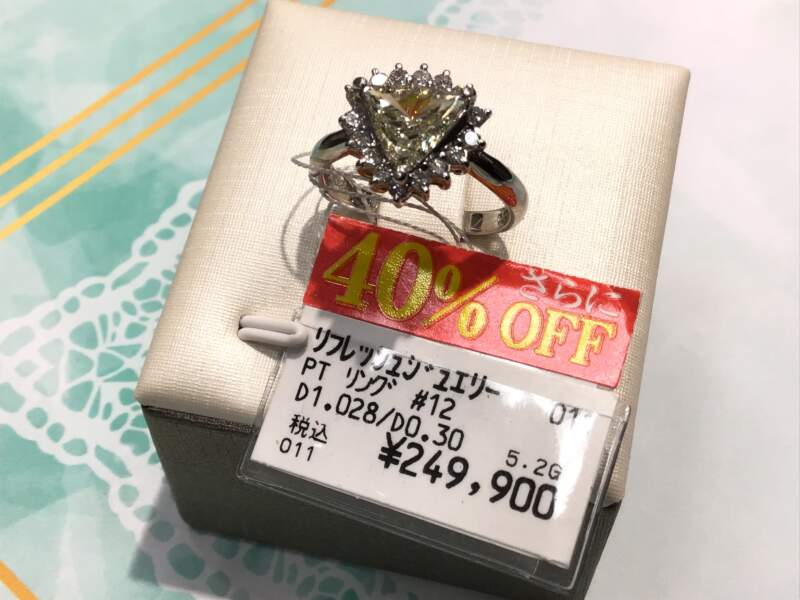 さらに
40% OFF
リフレッシュジュエリー
PT リング #12 011
D1.028/D0.30
税込 5.2G
011 ¥249,900